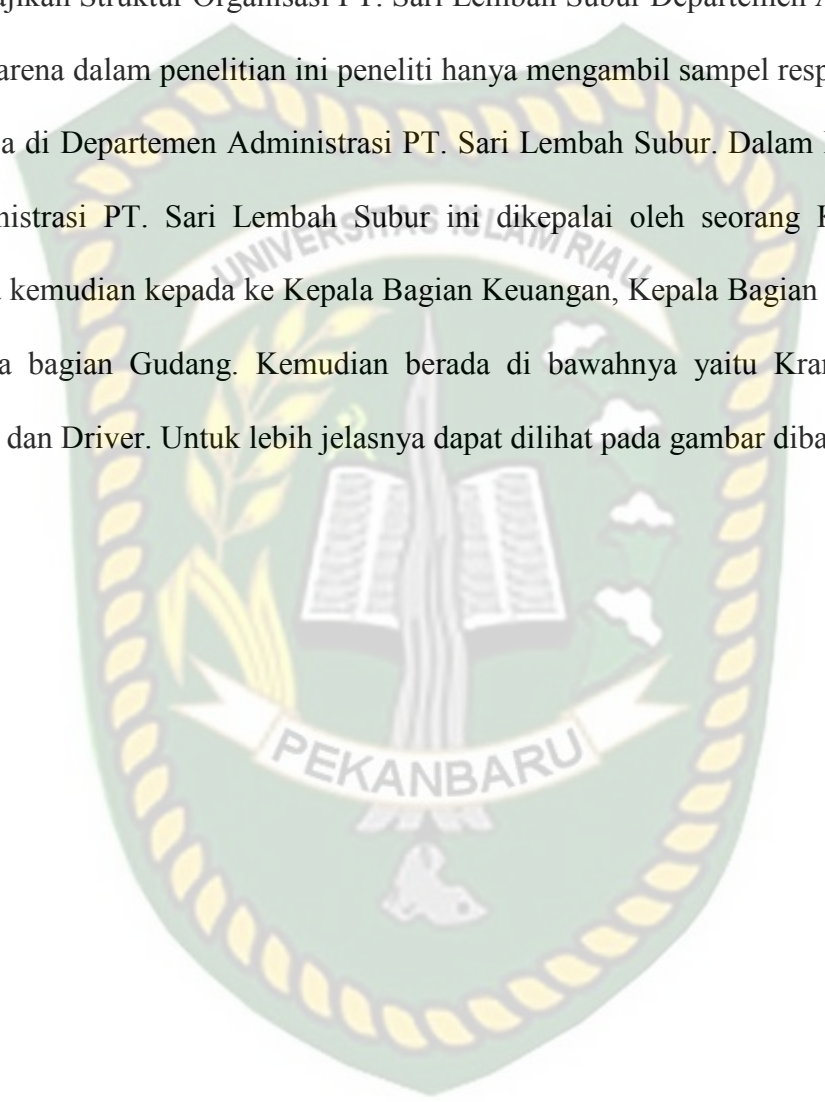 ajikan Struktur Organisasi PT. Sari Lembah Subur Departemen A
arena dalam penelitian ini peneliti hanya mengambil sampel resp
a di Departemen Administrasi PT. Sari Lembah Subur. Dalam
nistrasi PT. Sari Lembah Subur ini dikepalai oleh seorang K
kemudian kepada ke Kepala Bagian Keuangan, Kepala Bagian
a bagian Gudang. Kemudian berada di bawahnya yaitu Kran
dan Driver. Untuk lebih jelasnya dapat dilihat pada gambar diba
UNIVERSITAS ISLAM RIAU
PEKANBARU